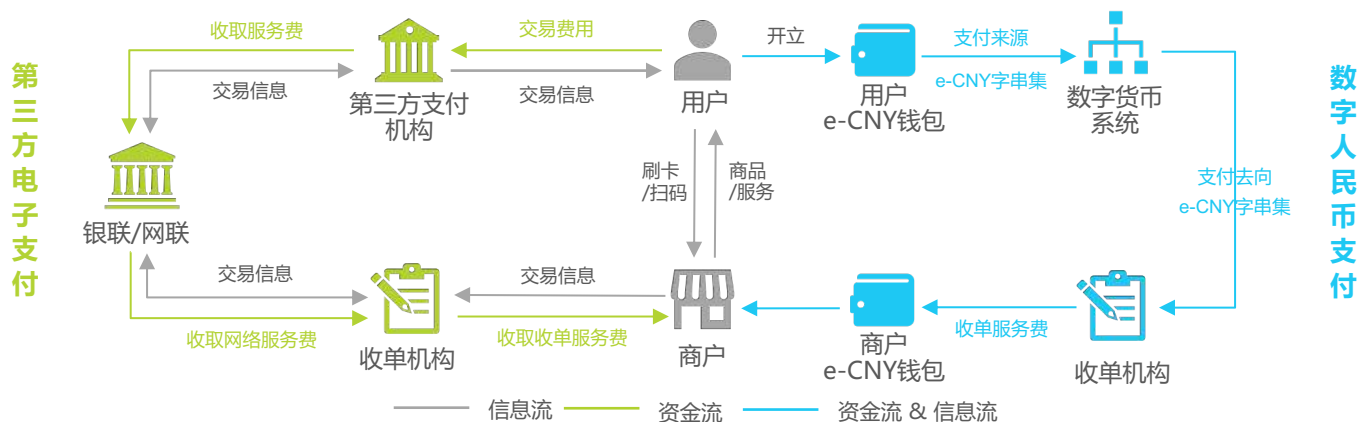 第三方电子支付
收取服务费
交易信息
第三方支付
机构
交易费用
交易信息
用户
开立
用户
e-CNY钱包
支付来源
e-CNY字串集
数字货币
系统
数字人民币支付
银联/网联
刷卡
/扫码
商品
/服务
支付去向
e-CNY字串集
交易信息
收取网络服务费
收单机构
交易信息
收取收单服务费
商户
商户
e-CNY钱包
收单服务费
收单机构
信息流
资金流
资金流 & 信息流